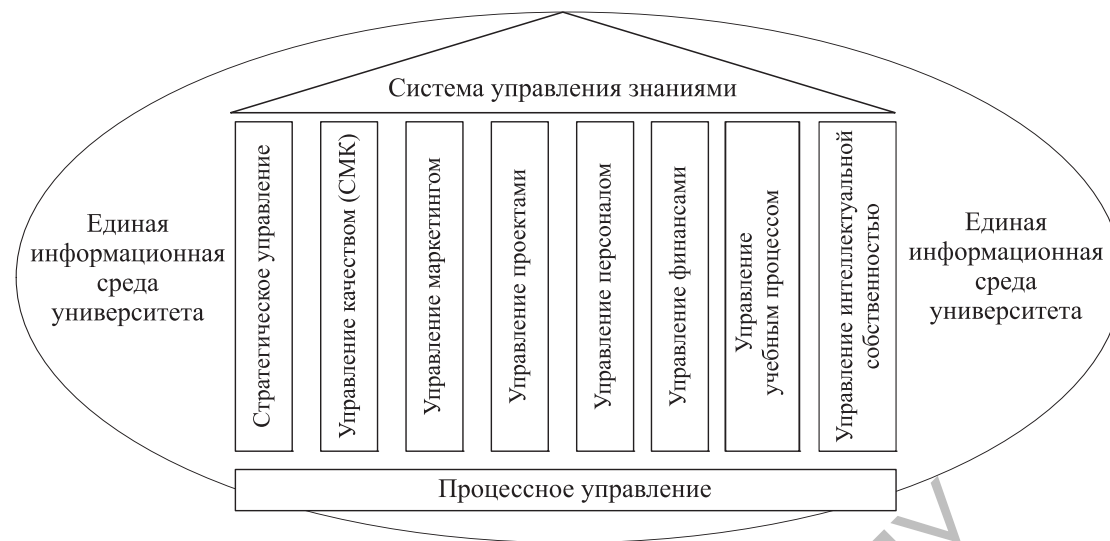 Система управления знаниями
Единая
информационная
среда
университета
Стратегическое управление
Управление качеством (СМК)
Управление маркетингом
Управление проектами
Управление персоналом
Управление финансами
Управление
учебным процессом
Управление интеллектуальной
собственностью
Единая
информационная
среда
университета
Процессное управление